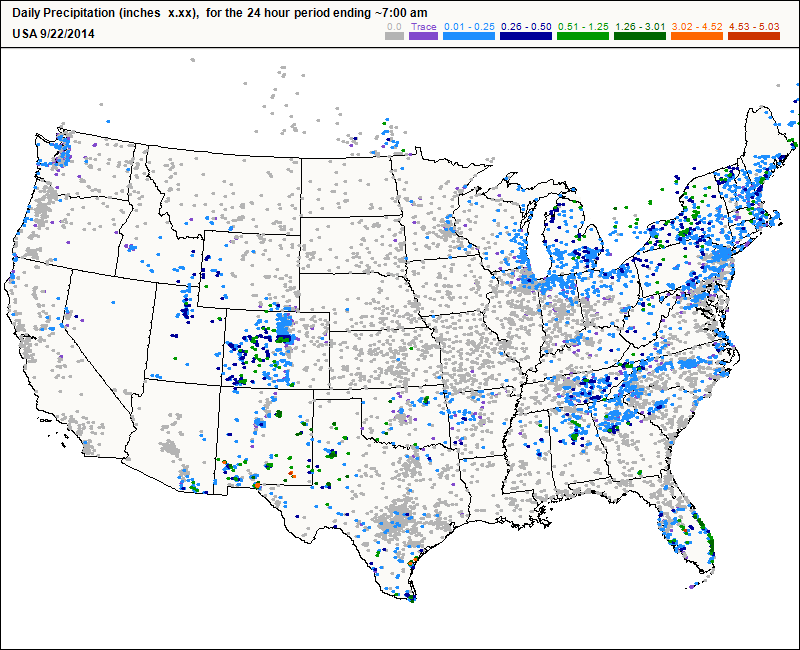 Daily Precipitation (inches x.xx), for the 24 hour period ending ~7:00 am
USA 9/22/2014
0.0 Trace 0.01 - 0.25 0.26 - 0.50 0.51 - 1.25 1.26 - 3.01 3.02 - 4.52 4.53 - 5.03